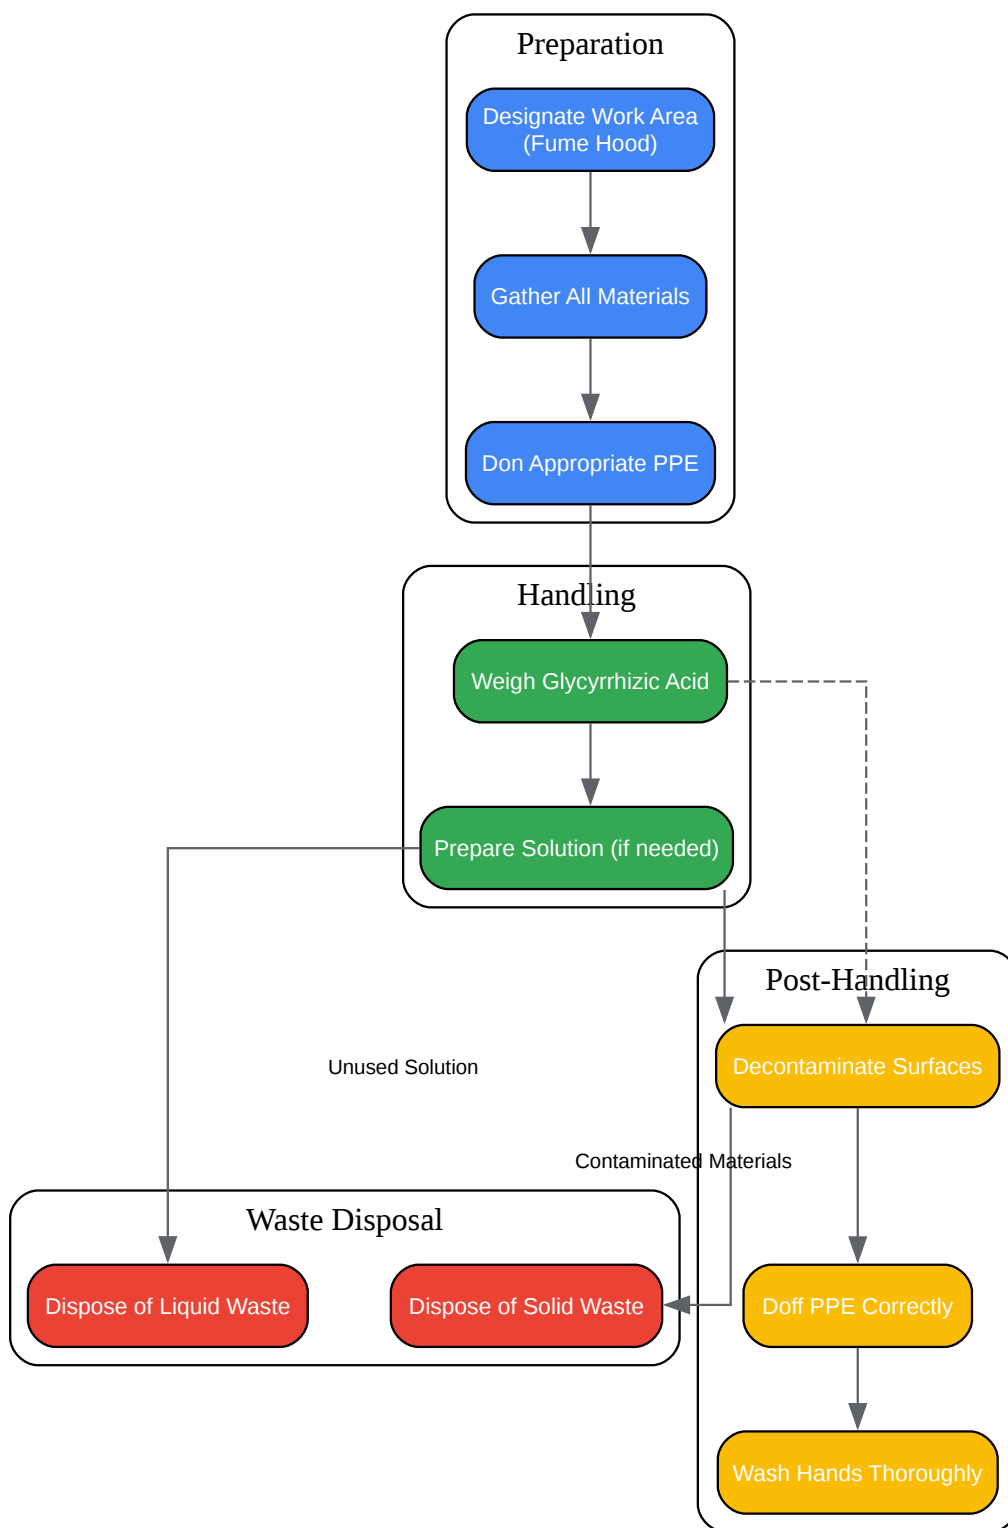 Preparation
Designate Work Area
(Fume Hood)
Gather All Materials
Don Appropriate PPE
Handling
Weigh Glycyrrhizic Acid
Prepare Solution (if needed)
Post-Handling
Decontaminate Surfaces
Unused Solution
Contaminated Materials
Waste Disposal
Dispose of Liquid Waste
Dispose of Solid Waste
Doff PPE Correctly
Wash Hands Thoroughly